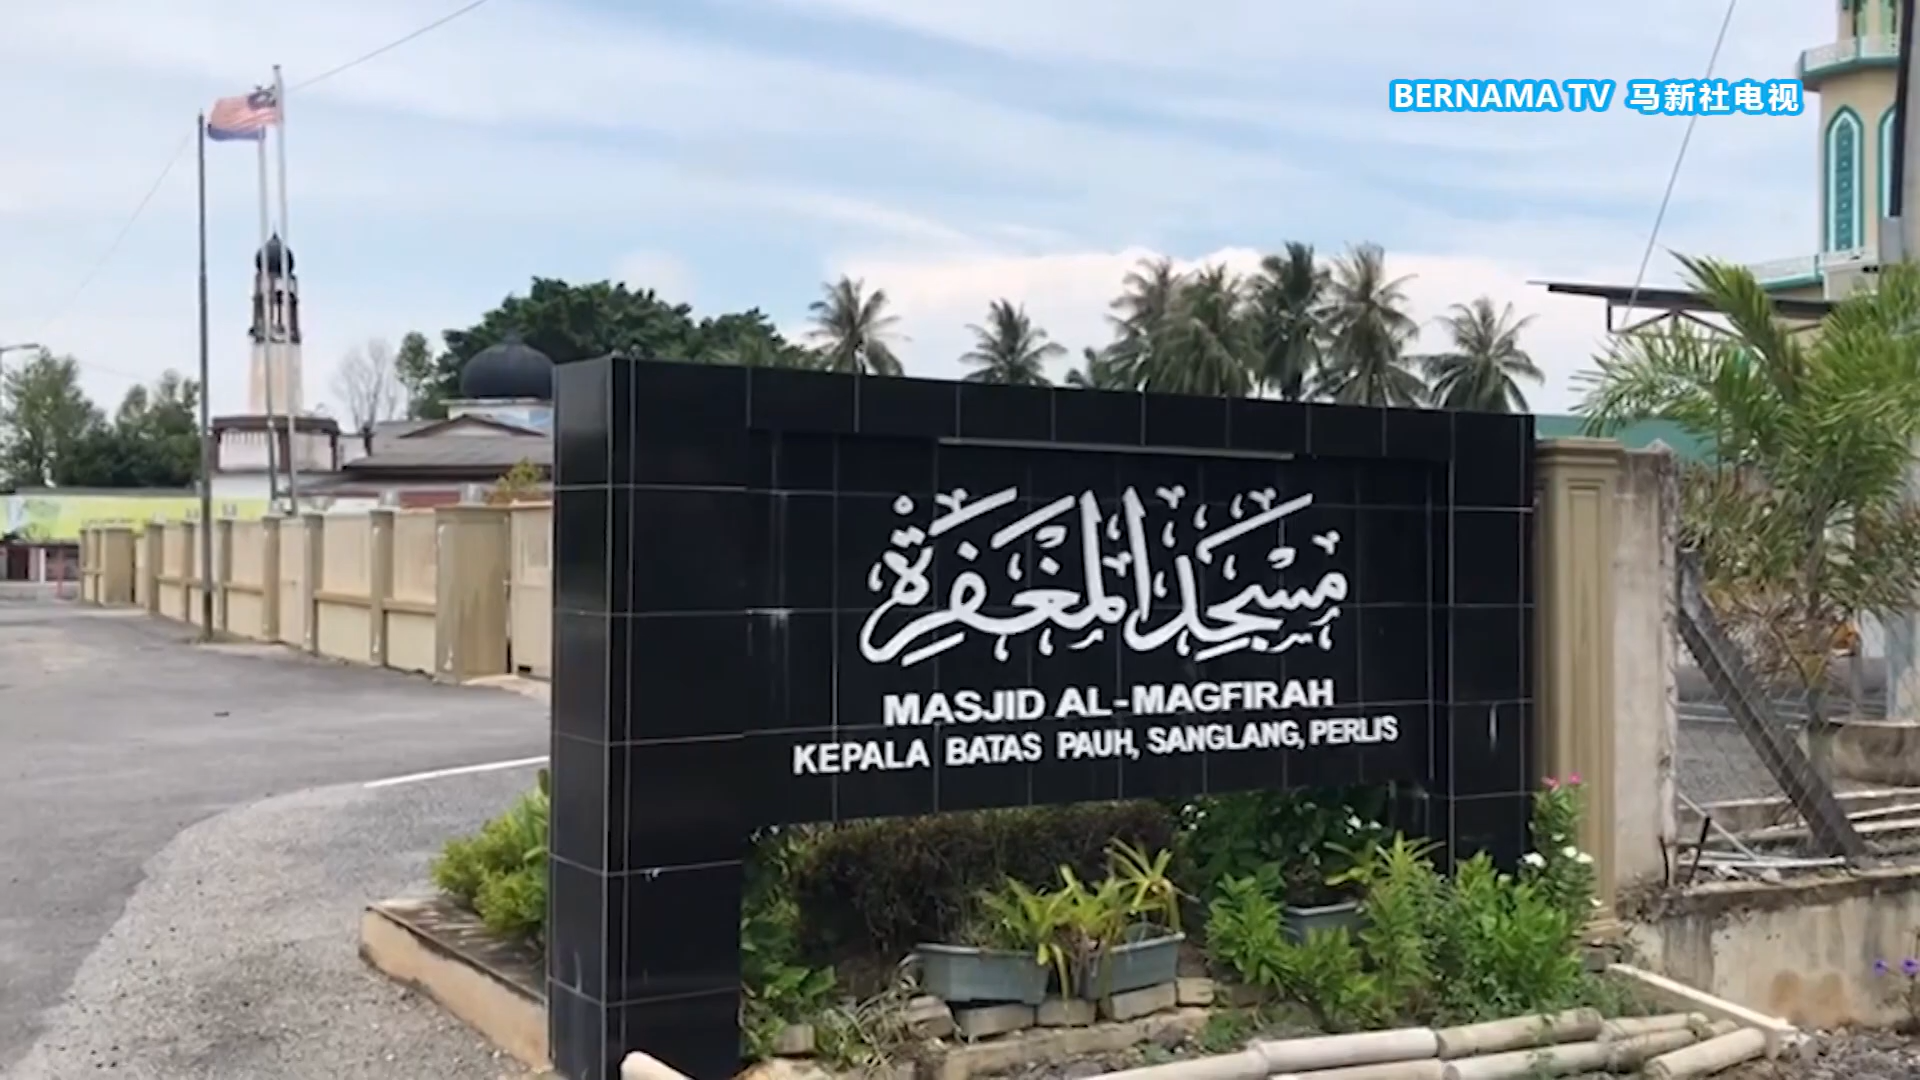 BERNAMA TV 马新社电视
مسجد المغفرة
MASJID AL-MAGFIRAH
KEPALA BATAS PAUH, SANGLANG, PERLIS